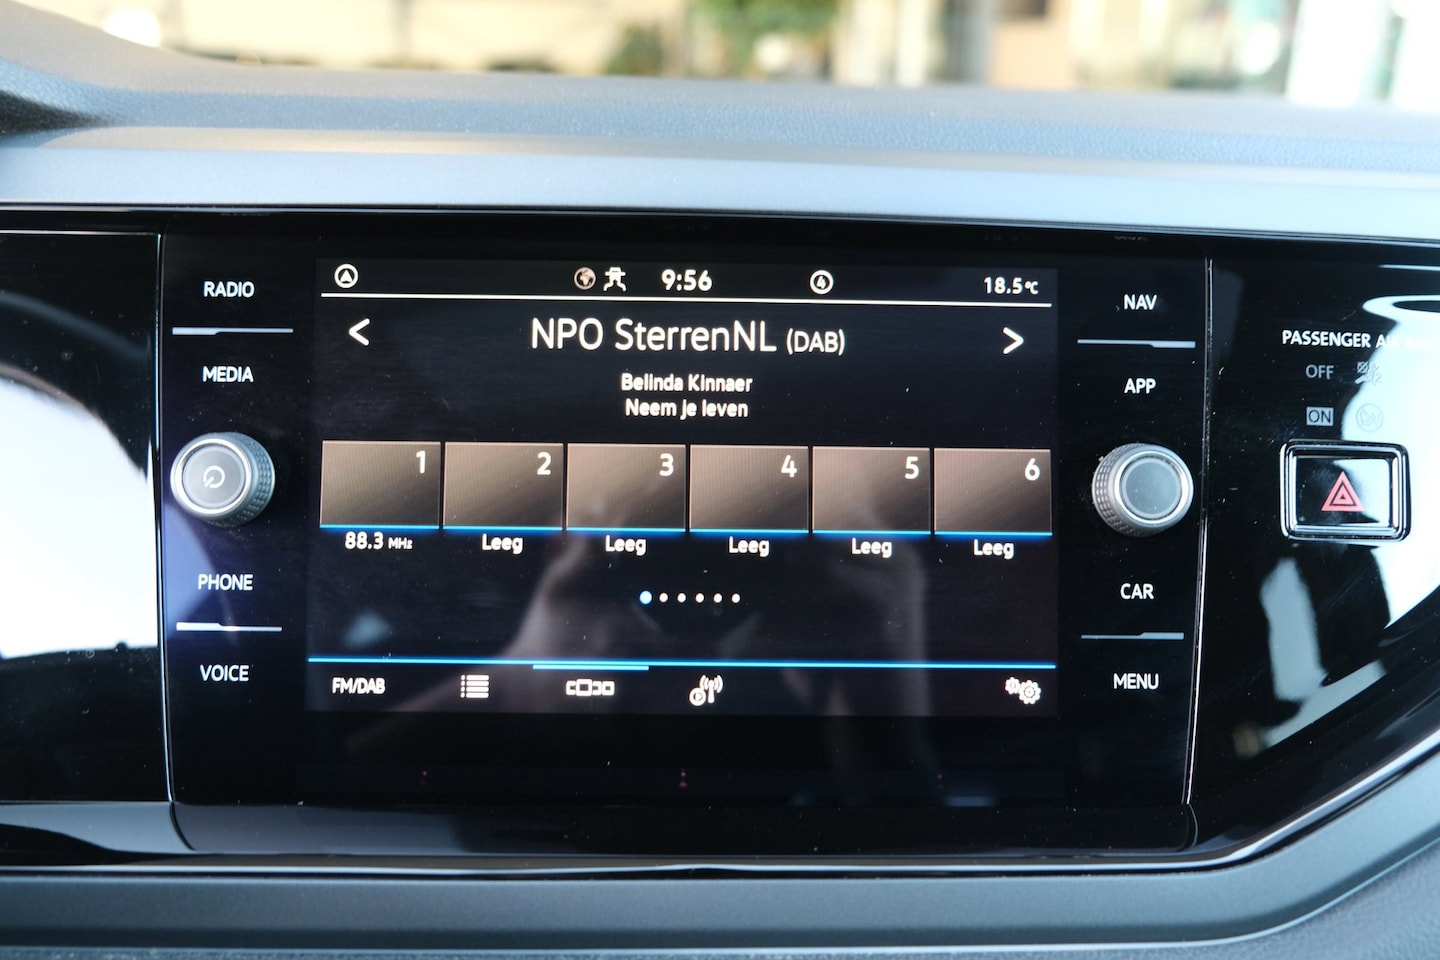 RADIO
MEDIA
PHONE
VOICE
9:56
4
18.5°C
< NPO SterrenNL (DAB) >
Belinda Kinnaer
Neem je leven
1 2 3 4 5 6
88.3 MHz Leeg Leeg Leeg Leeg Leeg
FM/DAB
NAV
APP
CAR
MENU
PASSENGER
OFF
ON